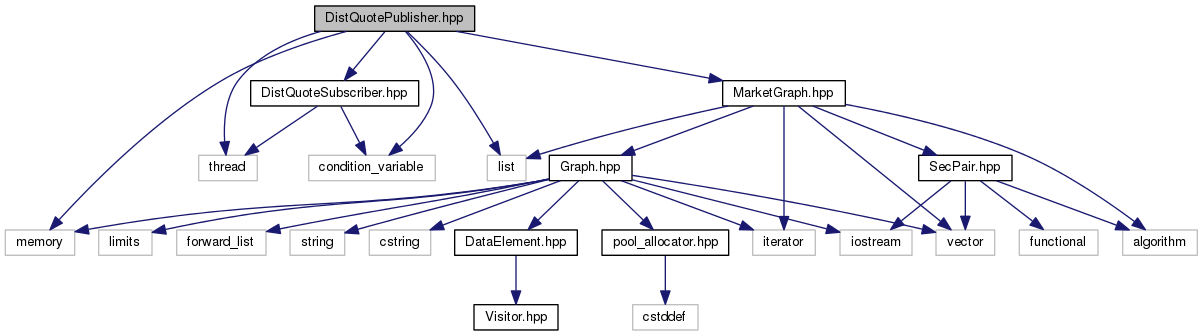 DistQuotePublisher.hpp
DistQuoteSubscriber.hpp
MarketGraph.hpp
thread
condition_variable
list
Graph.hpp
SecPair.hpp
memory
limits
forward_list
string
cstring
DataElement.hpp
pool_allocator.hpp
iterator
iostream
vector
functional
algorithm
Visitor.hpp
cstddef